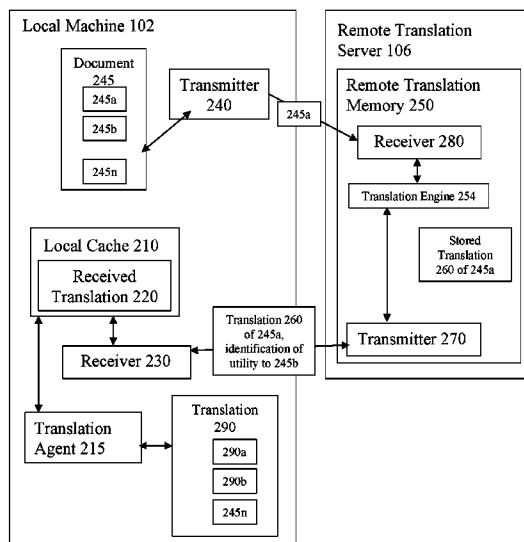 Local Machine 102
Document
245
245a
245b
245n
Transmitter
240
245a
Remote Translation
Server 106
Remote Translation
Memory 250
Receiver 280
Translation Engine 254
Stored
Translation
260 of 245a
Transmitter 270
Local Cache 210
Received
Translation 220
Receiver 230
Translation 260
of 245a,
identification of
utility to 245b
Translation
Agent 215
Translation
290
290a
290b
245n